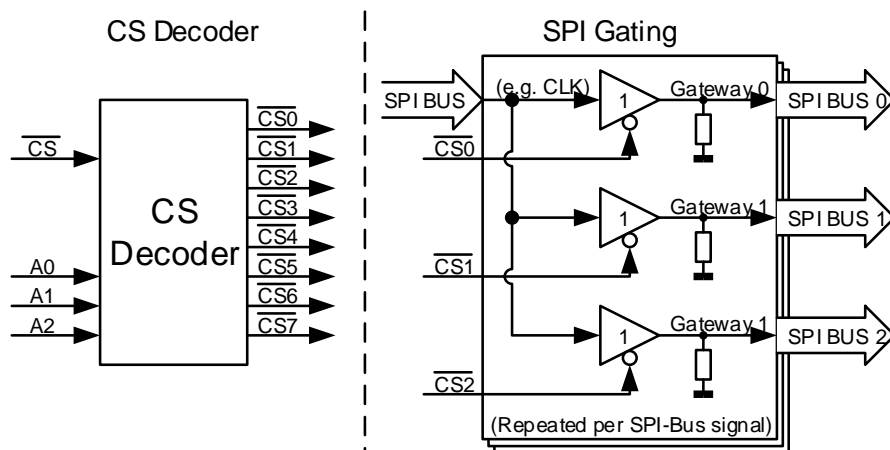 CS Decoder
CS
A0
A1
A2
CS
Decoder
CS0
CS1
CS2
CS3
CS4
CS5
CS6
CS7
SPI Gating
SPI BUS
(e.g. CLK)
1
Gateway 0
SPI BUS 0
CS0
1
Gateway 1
SPI BUS 1
CS1
1
Gateway 1
SPI BUS 2
CS2
(Repeated per SPI-Bus signal)